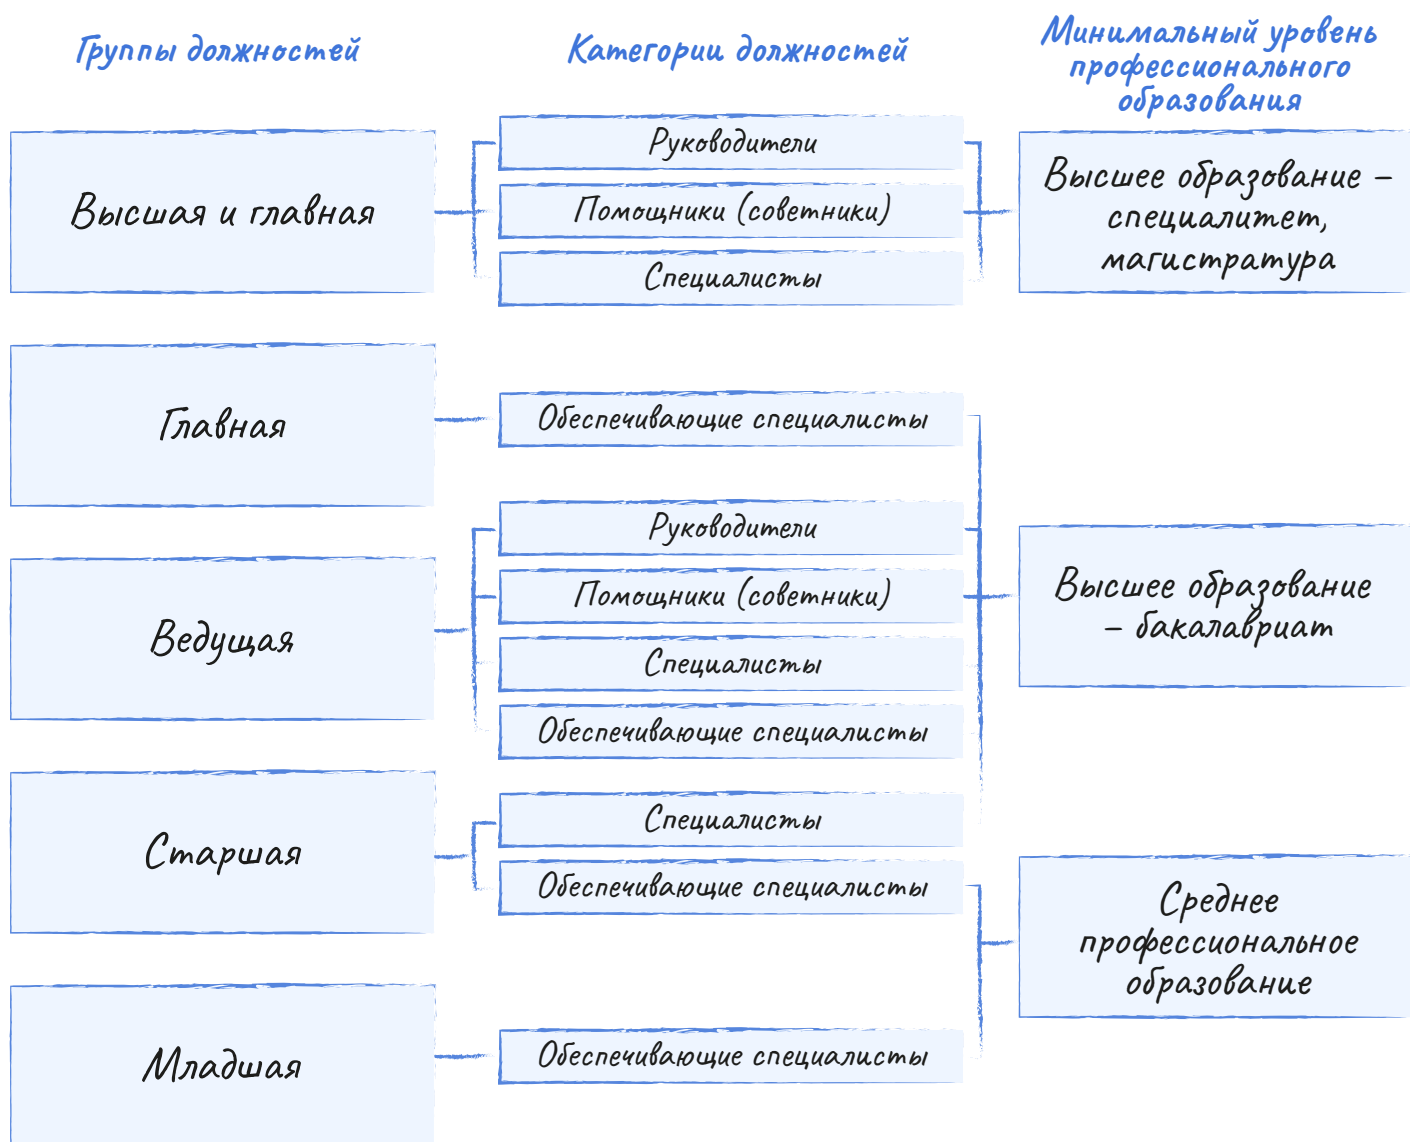 Группы должностей
Категории должностей
Минимальный уровень
профессионального
образования
Высшая и главная
Руководители
Помощники (советники)
Специалисты
Высшее образование –
специалитет,
магистратура
Главная
Обеспечивающие специалисты
Ведущая
Руководители
Помощники (советники)
Специалисты
Обеспечивающие специалисты
Высшее образование
– бакалавриат
Старшая
Специалисты
Обеспечивающие специалисты
Среднее
профессиональное
образование
Младшая
Обеспечивающие специалисты